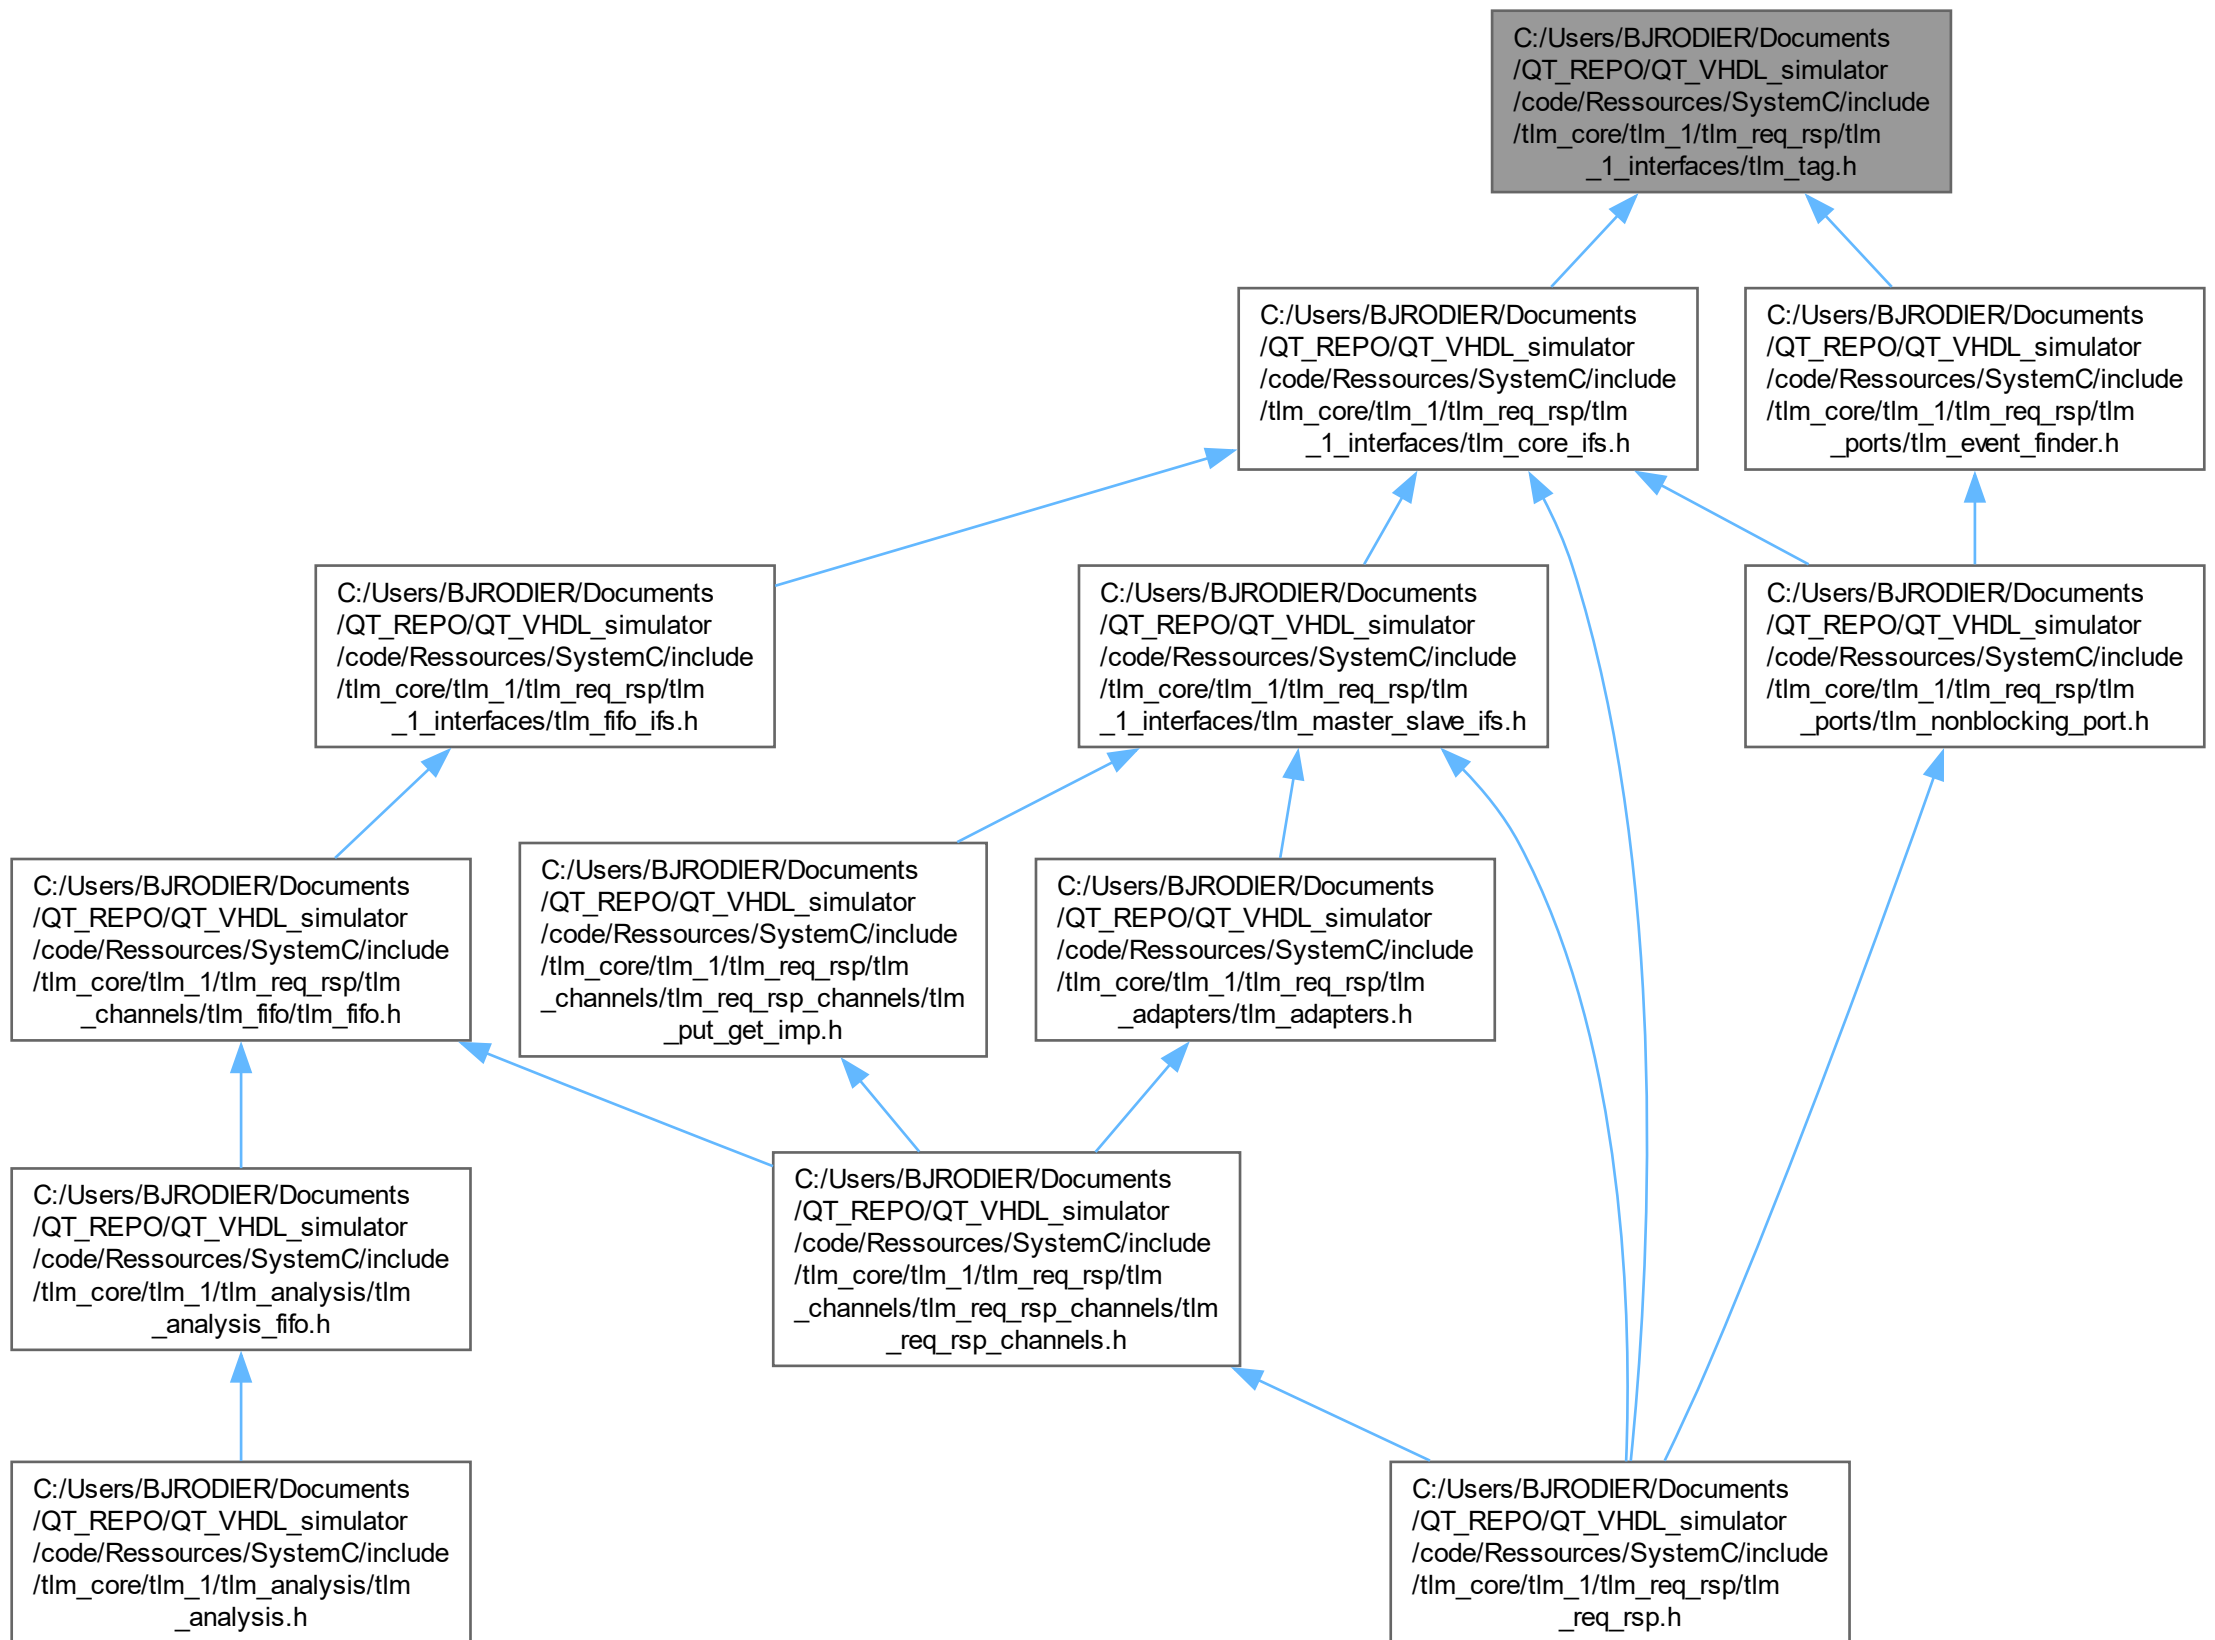 C:/Users/BJRODIER/Documents
/QT_REPO/QT_VHDL_simulator
/code/Ressources/SystemC/include
/tlm_core/tlm_1/tlm_req_rsp/tlm
_1_interfaces/tlm_tag.h
C:/Users/BJRODIER/Documents
/QT_REPO/QT_VHDL_simulator
/code/Ressources/SystemC/include
/tlm_core/tlm_1/tlm_req_rsp/tlm
_1_interfaces/tlm_core_ifs.h
C:/Users/BJRODIER/Documents
/QT_REPO/QT_VHDL_simulator
/code/Ressources/SystemC/include
/tlm_core/tlm_1/tlm_req_rsp/tlm
_ports/tlm_event_finder.h
C:/Users/BJRODIER/Documents
/QT_REPO/QT_VHDL_simulator
/code/Ressources/SystemC/include
/tlm_core/tlm_1/tlm_req_rsp/tlm
_1_interfaces/tlm_fifo_ifs.h
C:/Users/BJRODIER/Documents
/QT_REPO/QT_VHDL_simulator
/code/Ressources/SystemC/include
/tlm_core/tlm_1/tlm_req_rsp/tlm
_1_interfaces/tlm_master_slave_ifs.h
C:/Users/BJRODIER/Documents
/QT_REPO/QT_VHDL_simulator
/code/Ressources/SystemC/include
/tlm_core/tlm_1/tlm_req_rsp/tlm
_ports/tlm_nonblocking_port.h
C:/Users/BJRODIER/Documents
/QT_REPO/QT_VHDL_simulator
/code/Ressources/SystemC/include
/tlm_core/tlm_1/tlm_req_rsp/tlm
_channels/tlm_fifo/tlm_fifo.h
C:/Users/BJRODIER/Documents
/QT_REPO/QT_VHDL_simulator
/code/Ressources/SystemC/include
/tlm_core/tlm_1/tlm_req_rsp/tlm
_channels/tlm_req_rsp_channels/tlm
_put_get_imp.h
C:/Users/BJRODIER/Documents
/QT_REPO/QT_VHDL_simulator
/code/Ressources/SystemC/include
/tlm_core/tlm_1/tlm_req_rsp/tlm
_adapters/tlm_adapters.h
C:/Users/BJRODIER/Documents
/QT_REPO/QT_VHDL_simulator
/code/Ressources/SystemC/include
/tlm_core/tlm_1/tlm_analysis/tlm
_analysis_fifo.h
C:/Users/BJRODIER/Documents
/QT_REPO/QT_VHDL_simulator
/code/Ressources/SystemC/include
/tlm_core/tlm_1/tlm_req_rsp/tlm
_channels/tlm_req_rsp_channels/tlm
_req_rsp_channels.h
C:/Users/BJRODIER/Documents
/QT_REPO/QT_VHDL_simulator
/code/Ressources/SystemC/include
/tlm_core/tlm_1/tlm_analysis/tlm
_analysis.h
C:/Users/BJRODIER/Documents
/QT_REPO/QT_VHDL_simulator
/code/Ressources/SystemC/include
/tlm_core/tlm_1/tlm_req_rsp/tlm
_req_rsp.h